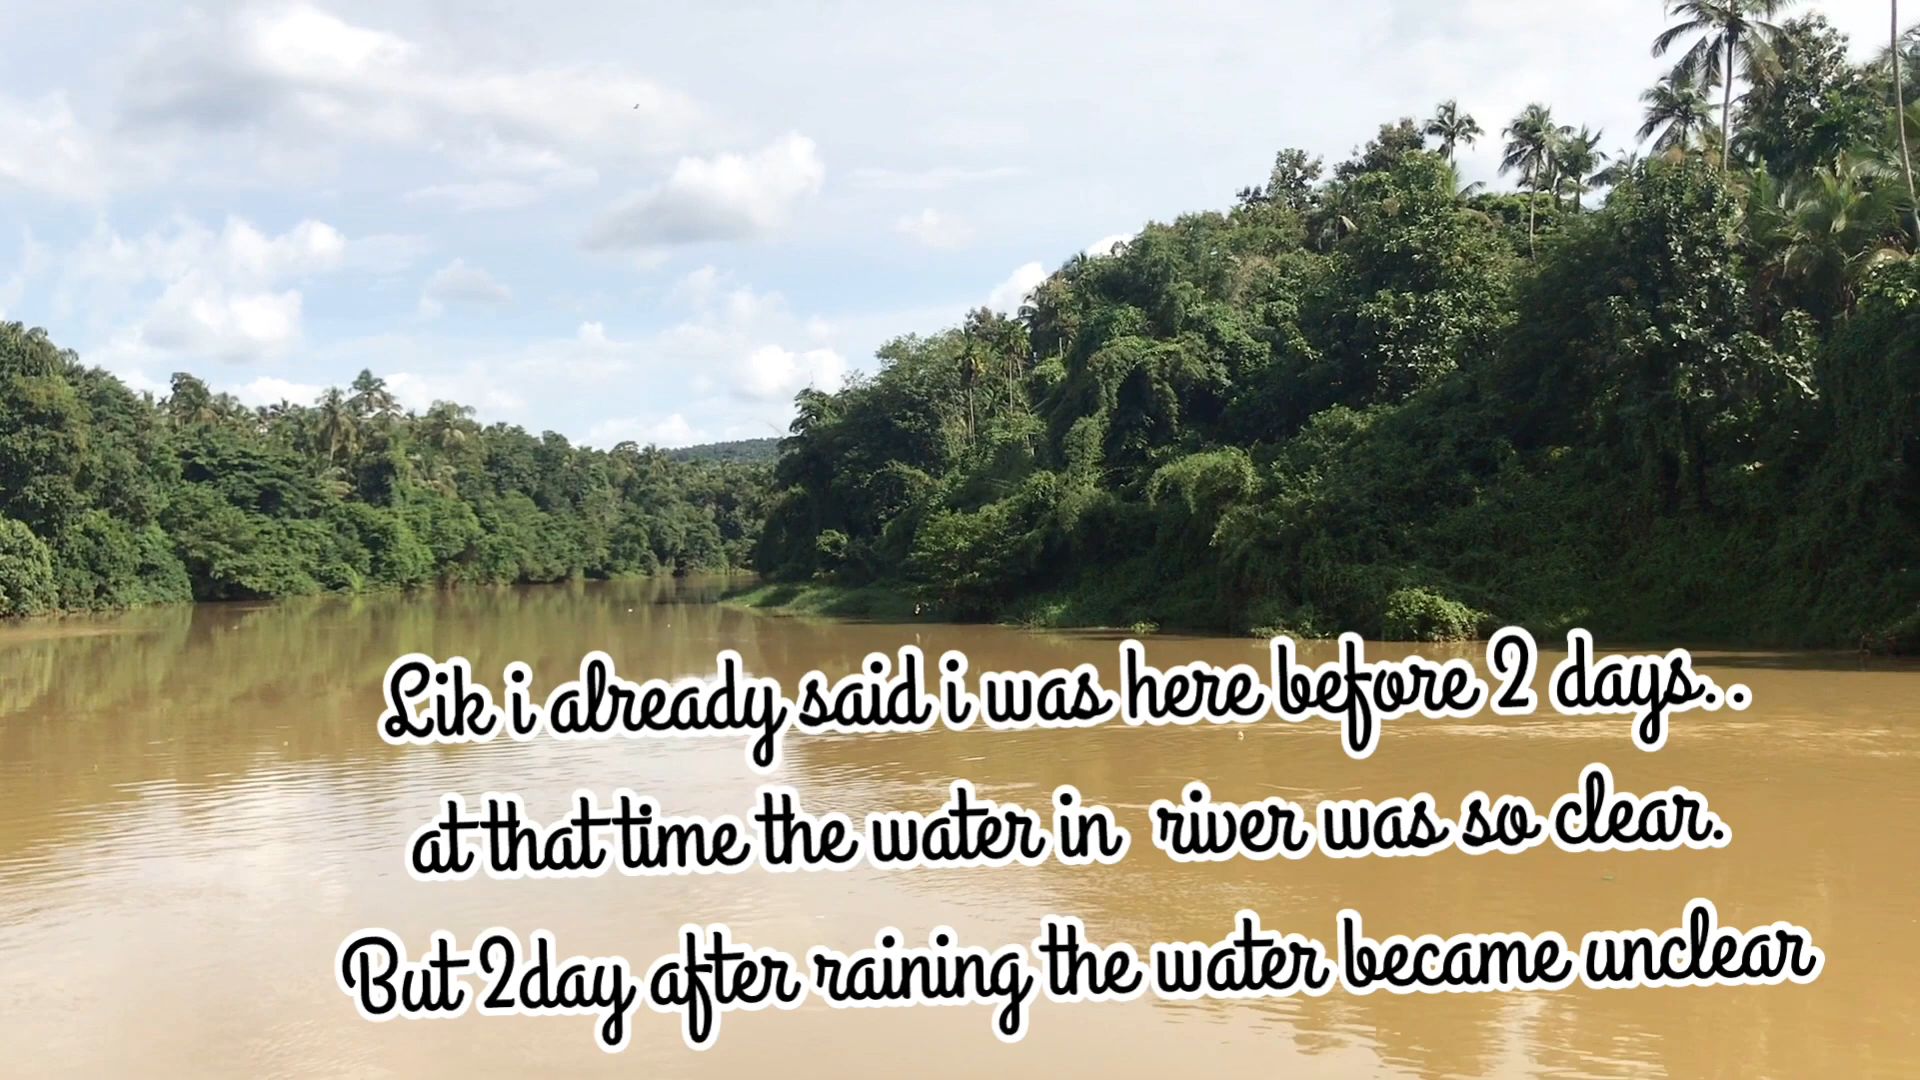 Lik i already said i was here before 2 days..
at that time the water in river was so clear.
But 2day after raining the water became unclear